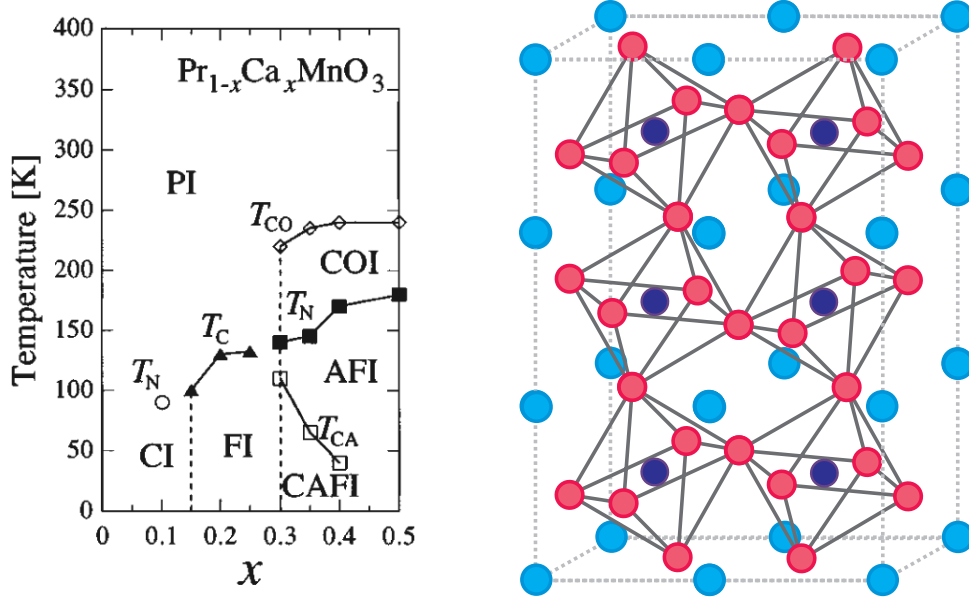 Pr1-xCaxMnO3
Temperature [K]
400
350
300
250
200
150
100
50
0
PI
TCO
COI
TN
TC
TN
AFI
TCA
CI
FI
CAFI
0 0.1 0.2 0.3 0.4 0.5
x